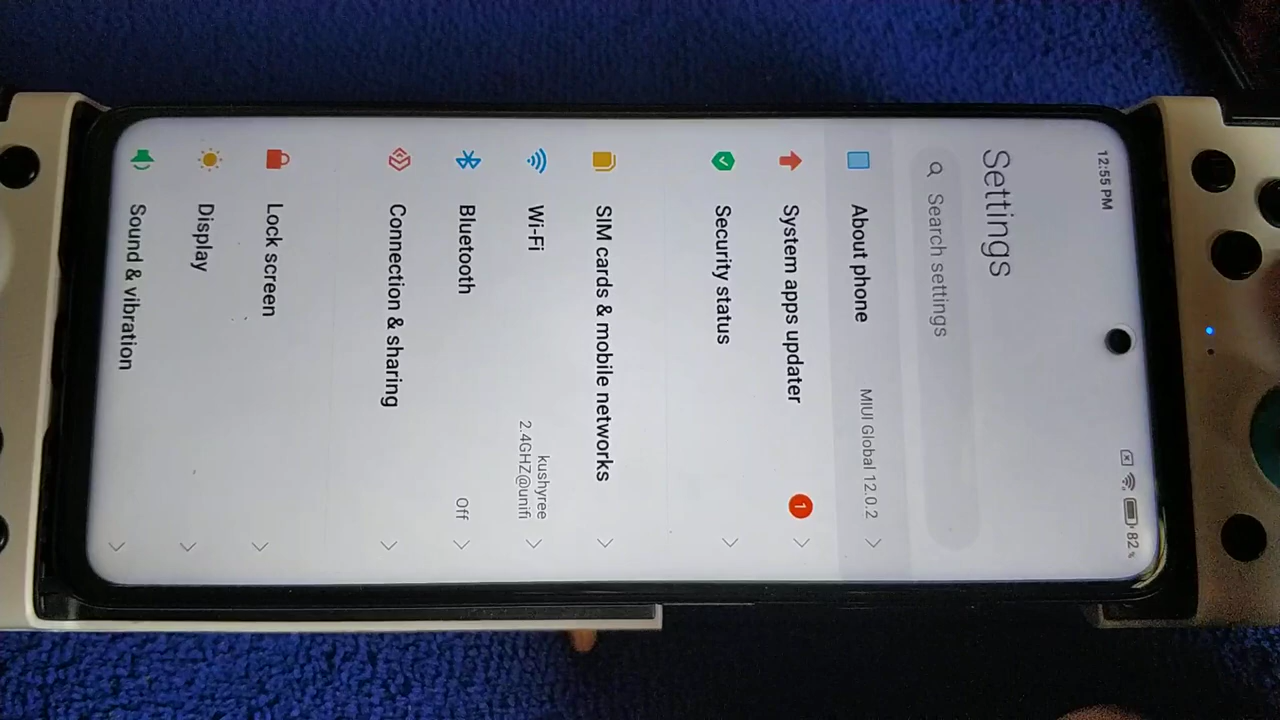 12:55 PM
82%
Settings
Search settings
About phone
MIUI Global 12.0.2
System apps updater
1
Security status
SIM cards & mobile networks
Wi-Fi
kushyree
2.4GHZ@unifi
Bluetooth
Off
Connection & sharing
Lock screen
Display
Sound & vibration